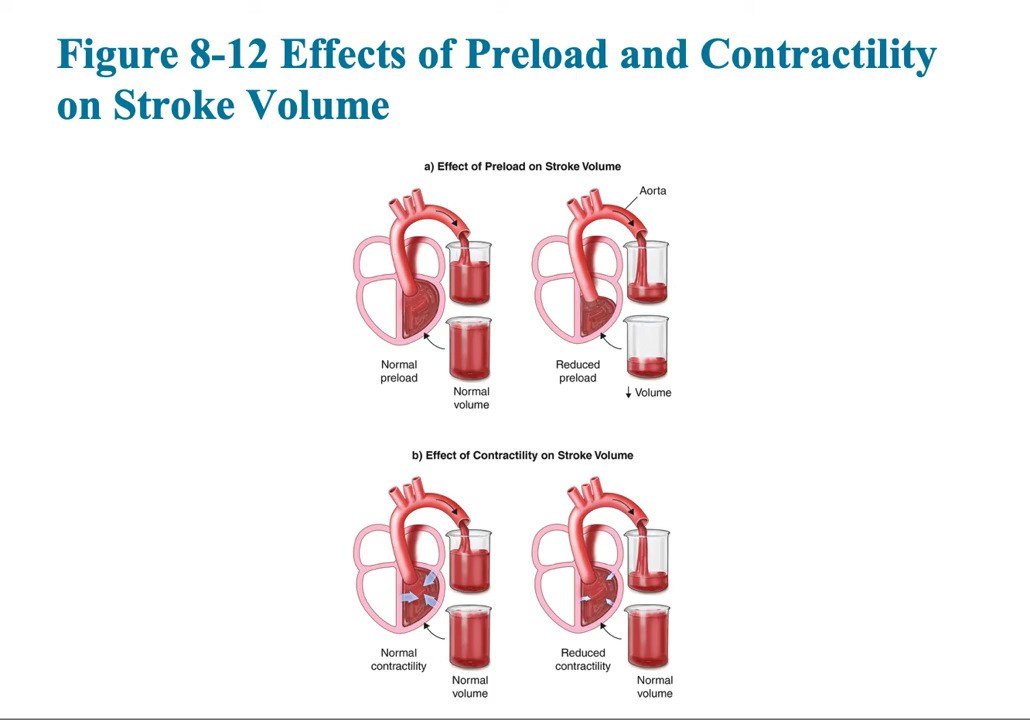 Figure 8-12 Effects of Preload and Contractility
on Stroke Volume
a) Effect of Preload on Stroke Volume
Aorta
Normal
preload
Normal
volume
Reduced
preload
↓ Volume
b) Effect of Contractility on Stroke Volume
Normal
contractility
Normal
volume
Reduced
contractility
Normal
volume